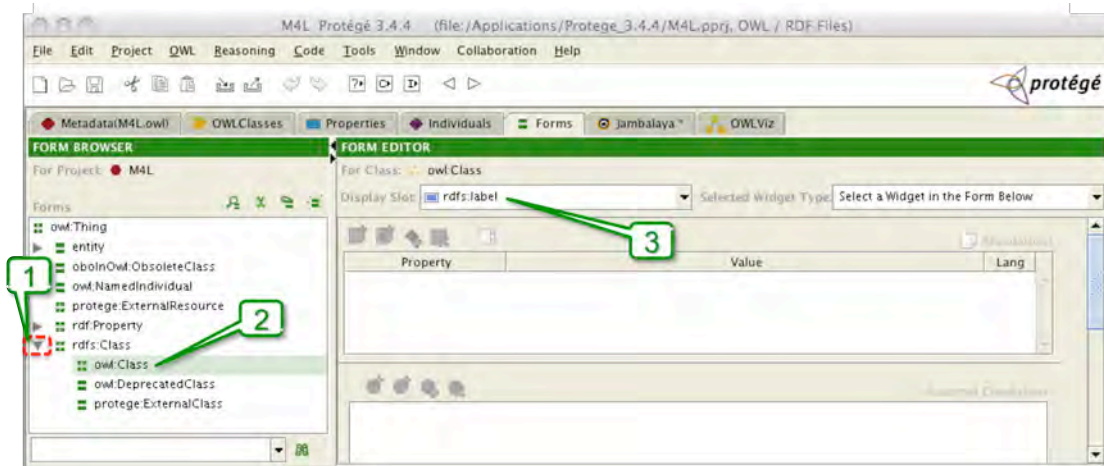 M4L Protégé 3.4.4 (file:/Applications/Protege_3.4.4/M4L.pprj, OWL / RDF Files)
File Edit Project OWL Reasoning Code Tools Window Collaboration Help
protégé
Metadata(M4L.owl) OWLClasses Properties Individuals Forms Jambalaya OWLViz
FORM BROWSER FORM EDITOR
For Project: M4L For Class: owl:Class
Display Slot: rdfs:label Selected Widget Type: Select a Widget in the Form Below
Forms
owl:Thing
entity
3
Property Value Lang
oboInOwl:ObsoleteClass
1
owl:NamedIndividual
protege:ExternalResource
2
rdf:Property
rdfs:Class
owl:Class
owl:DeprecatedClass
protege:ExternalClass